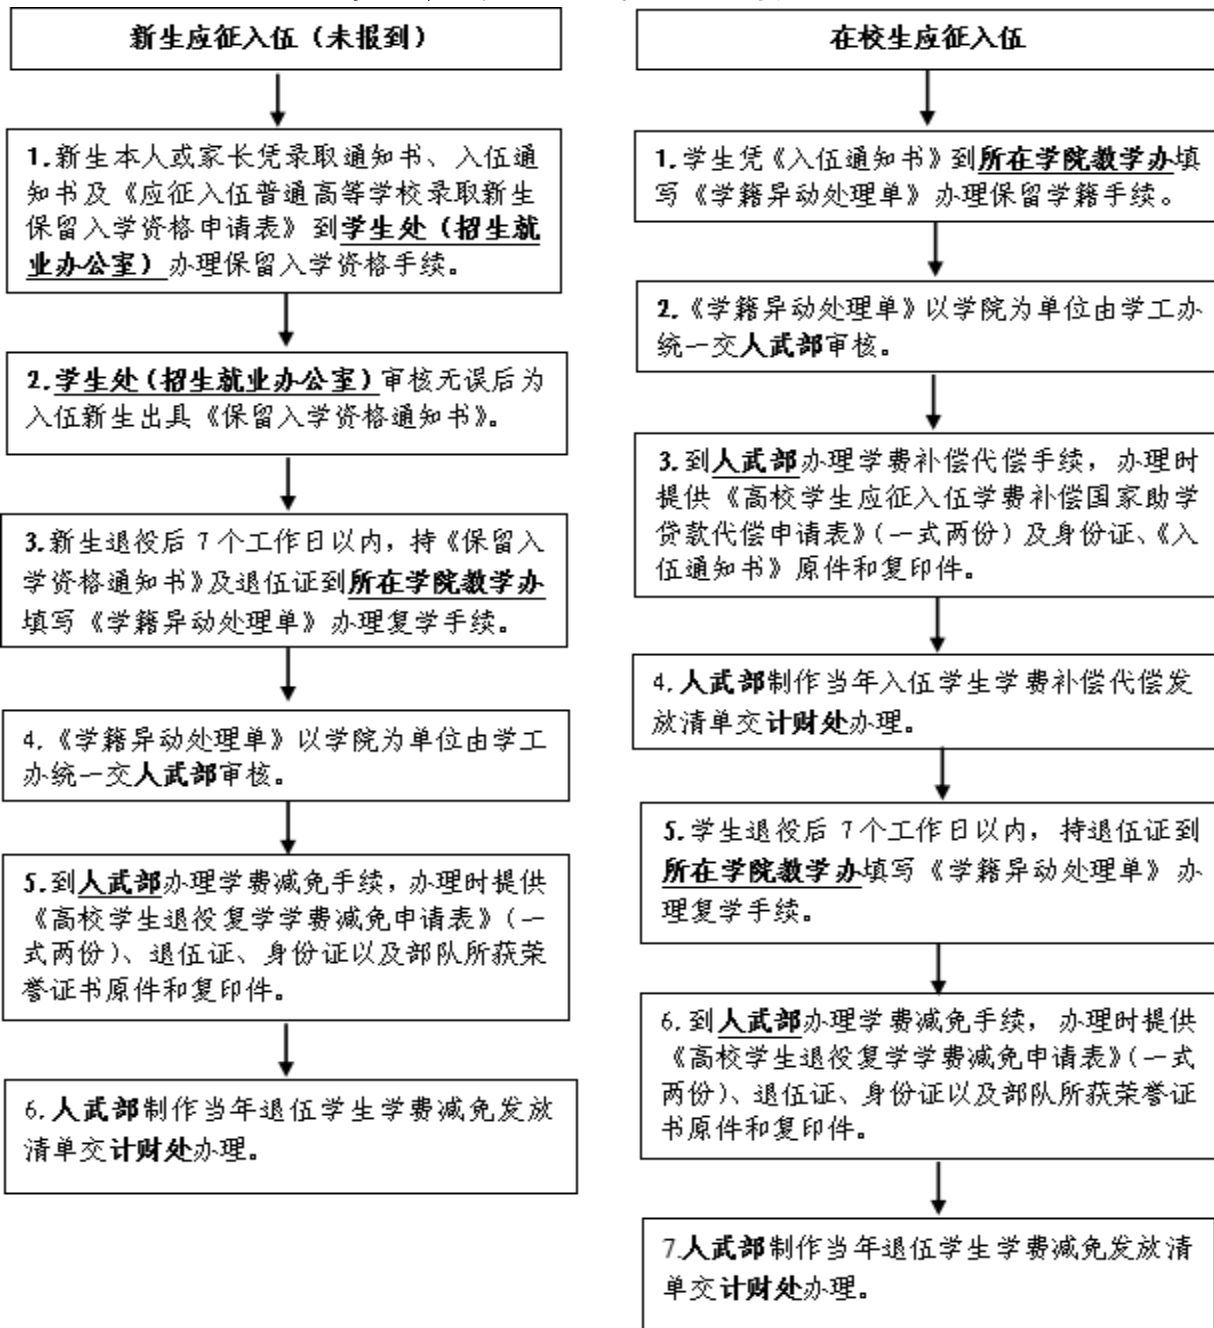 新生应征入伍（未报到）
1.新生本人或家长凭录取通知书、入伍通
知书及《应征入伍普通高等学校录取新生
保留入学资格申请表》到学生处（招生就
业办公室）办理保留入学资格手续。
2.学生处(招生就业办公室)审核无误后为
入伍新生出具《保留入学资格通知书》。
3.新生退役后 7 个工作日以内，持《保留入
学资格通知书》及退伍证到所在学院教学办
填写《学籍异动处理单》办理复学手续。
4.《学籍异动处理单》以学院为单位由学工
办统一交人武部审核。
5.到人武部办理学费减免手续，办理时提供
《高校学生退役复学学费减免申请表》(一
式两份)、退伍证、身份证以及部队所获荣
誉证书原件和复印件。
6.人武部制作当年退伍学生学费减免发放
清单交计财处办理。
在校生应征入伍
1.学生凭《入伍通知书》到所在学院教学办填
写《学籍异动处理单》办理保留学籍手续。
2.《学籍异动处理单》以学院为单位由学工办
统一交人武部审核。
3.到人武部办理学费补偿代偿手续，办理时
提供《高校学生应征入伍学费补偿国家助学
贷款代偿申请表》(一式两份)及身份证、《入
伍通知书》原件和复印件。
4.人武部制作当年入伍学生学费补偿代偿发
放清单交计财处办理。
5.学生退役后 7 个工作日以内，持退伍证到
所在学院教学办填写《学籍异动处理单》办
理复学手续。
6.到人武部办理学费减免手续，办理时提供
《高校学生退役复学学费减免申请表》(一式
两份)、退伍证、身份证以及部队所获荣誉证
书原件和复印件。
7.人武部制作当年退伍学生学费减免发放清
单交计财处办理。